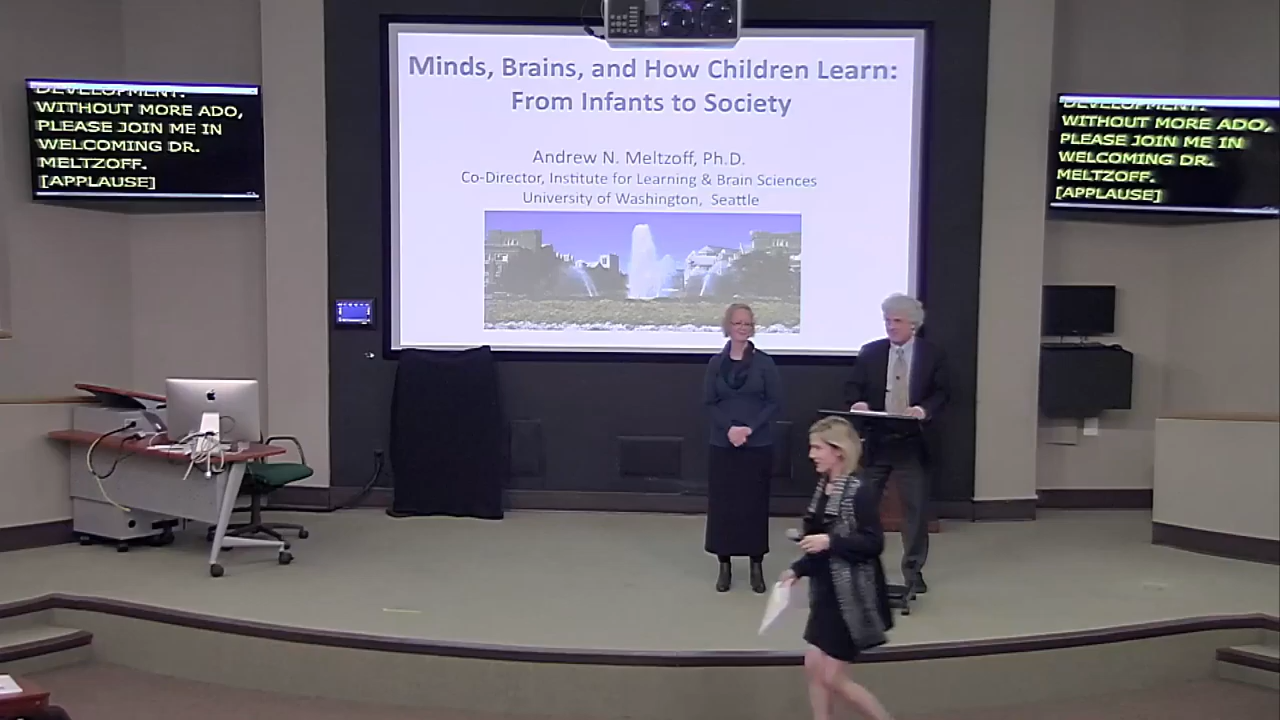 Minds, Brains, and How Children Learn:
From Infants to Society
Andrew N. Meltzoff, Ph.D.
Co-Director, Institute for Learning & Brain Sciences
University of Washington, Seattle
DEVELOPMENT.
WITHOUT MORE ADO,
PLEASE JOIN ME IN
WELCOMING DR.
MELTZOFF.
[APPLAUSE]
DEVELOPMENT.
WITHOUT MORE ADO,
PLEASE JOIN ME IN
WELCOMING DR.
MELTZOFF.
[APPLAUSE]